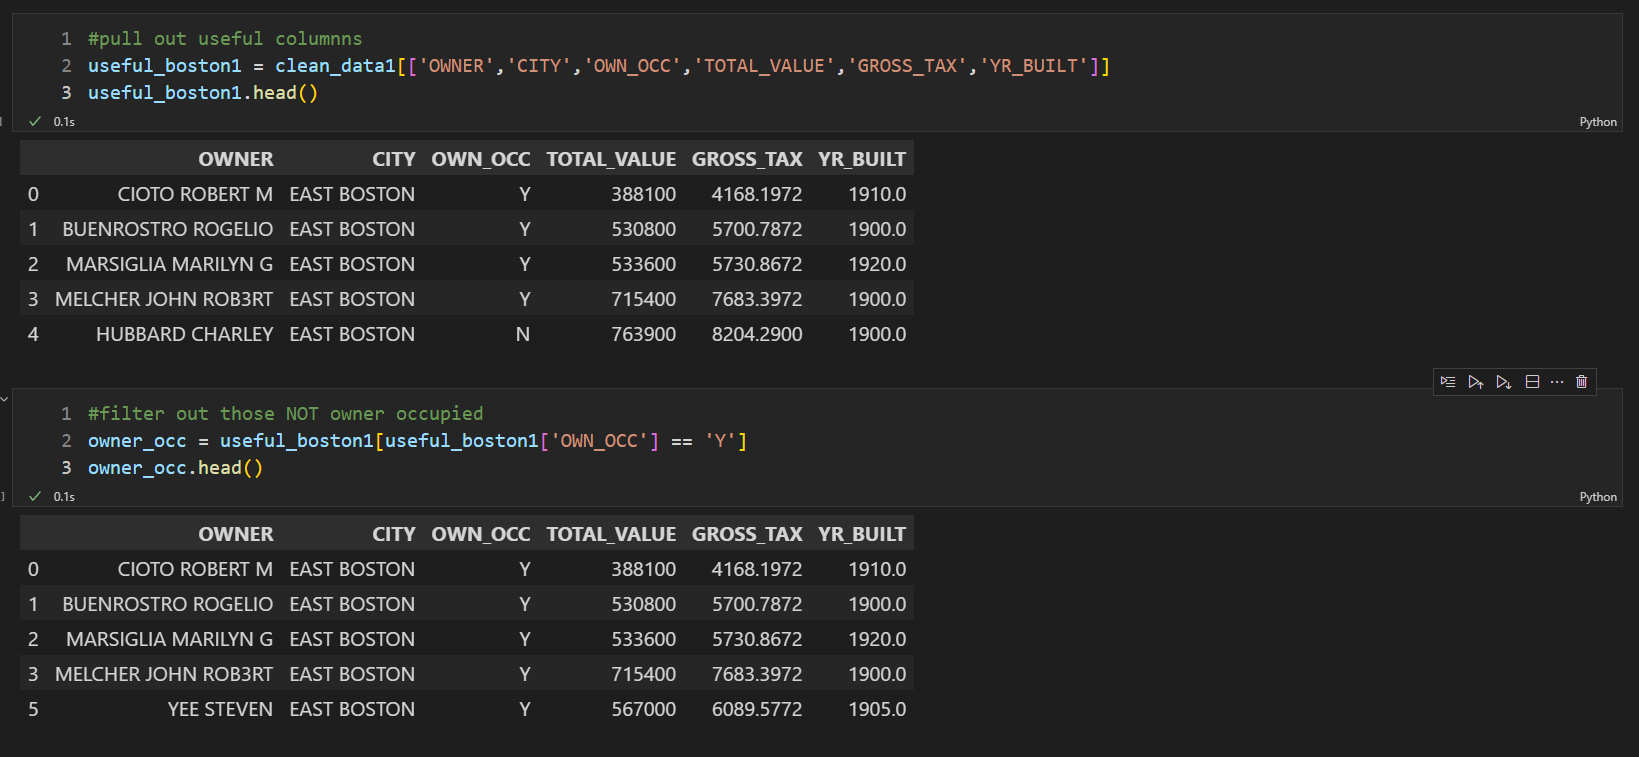 1 #pull out useful columnns
2 useful_boston1 = clean_data1[['OWNER','CITY','OWN_OCC','TOTAL_VALUE','GROSS_TAX','YR_BUILT']]
3 useful_boston1.head()
0.1s Python
OWNER CITY OWN_OCC TOTAL_VALUE GROSS_TAX YR_BUILT
0 CIOTO ROBERT M EAST BOSTON Y 388100 4168.1972 1910.0
1 BUENROSTRO ROGELIO EAST BOSTON Y 530800 5700.7872 1900.0
2 MARSIGLIA MARILYN G EAST BOSTON Y 533600 5730.8672 1920.0
3 MELCHER JOHN ROB3RT EAST BOSTON Y 715400 7683.3972 1900.0
4 HUBBARD CHARLEY EAST BOSTON N 763900 8204.2900 1900.0
1 #filter out those NOT owner occupied
2 owner_occ = useful_boston1[useful_boston1['OWN_OCC'] == 'Y']
3 owner_occ.head()
0.1s Python
OWNER CITY OWN_OCC TOTAL_VALUE GROSS_TAX YR_BUILT
0 CIOTO ROBERT M EAST BOSTON Y 388100 4168.1972 1910.0
1 BUENROSTRO ROGELIO EAST BOSTON Y 530800 5700.7872 1900.0
2 MARSIGLIA MARILYN G EAST BOSTON Y 533600 5730.8672 1920.0
3 MELCHER JOHN ROB3RT EAST BOSTON Y 715400 7683.3972 1900.0
5 YEE STEVEN EAST BOSTON Y 567000 6089.5772 1905.0